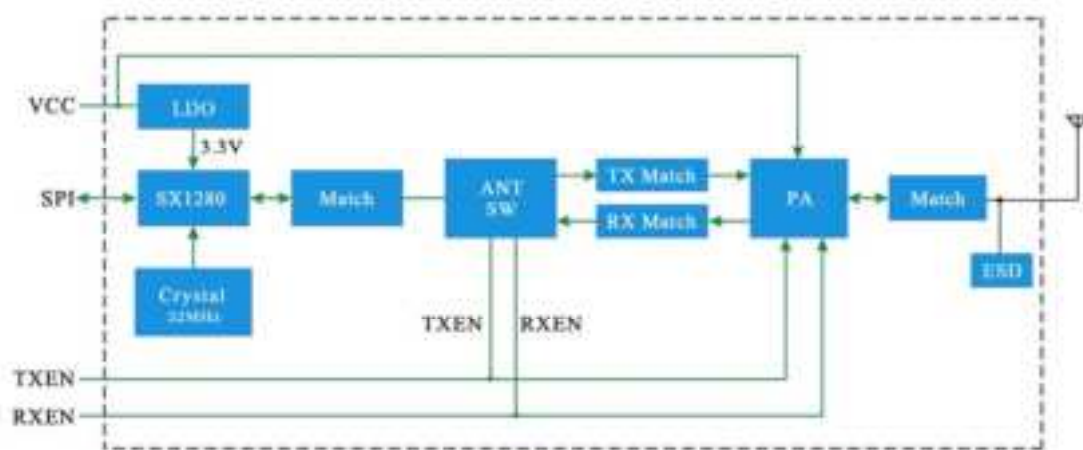 VCC
LDO
3.3V
SPI
SX1280
Match
ANT
SW
TX Match
RX Match
PA
Match
ESD
Crystal
32MHz
TXEN
RXEN
TXEN
RXEN